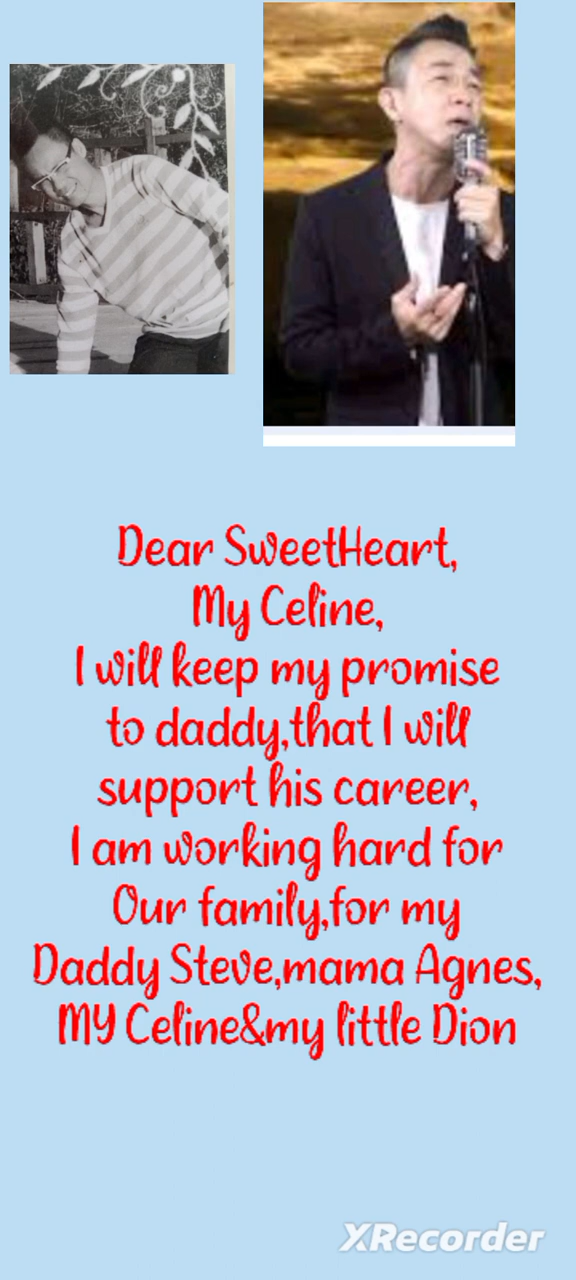 Dear SweetHeart,
My Celine,
I will keep my promise
to daddy,that I will
support his career,
I am working hard for
Our family,for my
Daddy Steve,mama Agnes,
MY Celine&my little Dion
XRecorder